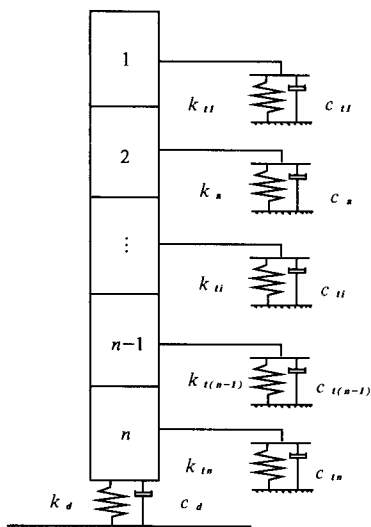 1
k t1 c t1
2
k n c n
⋮
k ti c ti
n−1
k t(n−1) c t(n−1)
n
k tn c tn
k d c d